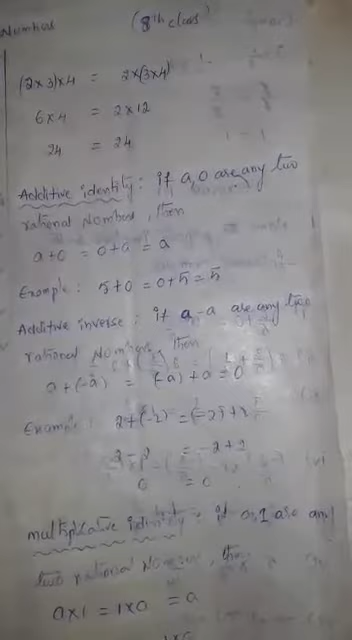 Numbers (8th class)
(2x3)x4 = 2x(3x4)
6x4 = 2x12
24 = 24
Additive identity : if a,0 are any two
rational Numbers, then
a+0 = 0+a = a
Example : 5+0 = 0+5 = 5
Additive inverse : if a,-a are any two
rational Numbers, then
a+(-a) = (-a)+a = 0
Example : 2+(-2) = (-2)+2
2-2 = -2+2
0 = 0
multiplicative identity : if a,1 are any
two rational Numbers, then
ax1 = 1xa = a